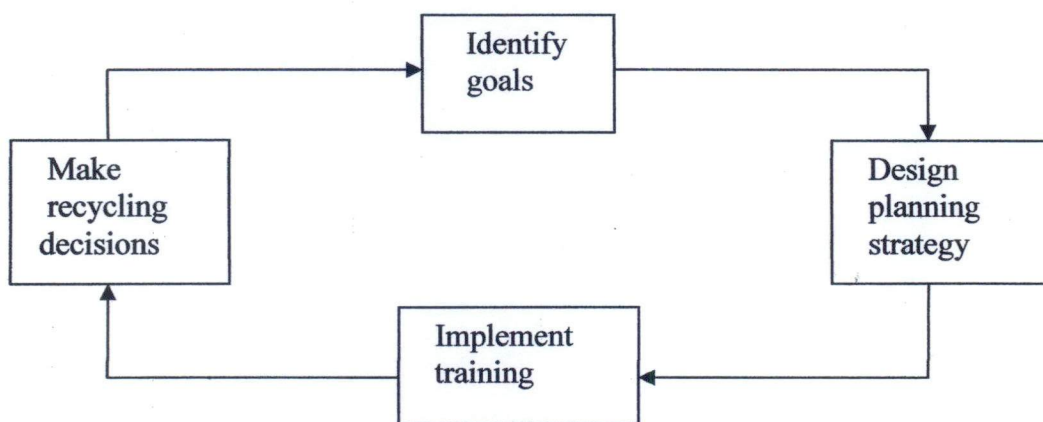 Identify
goals
Make
recycling
decisions
Design
planning
strategy
Implement
training